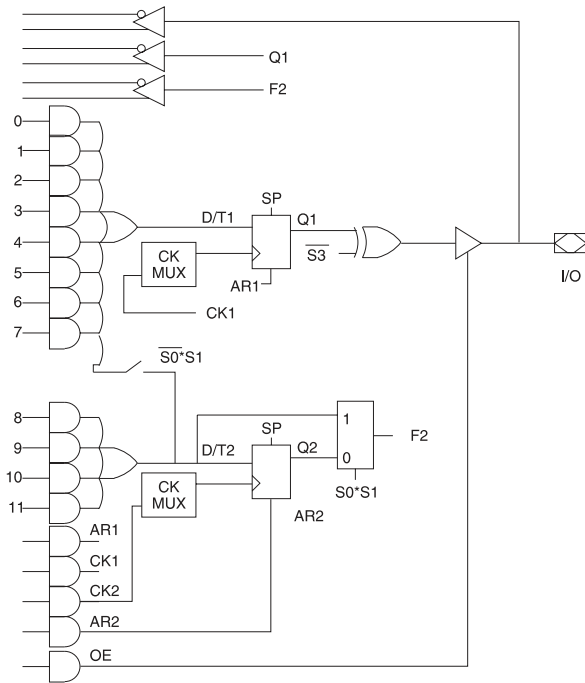 Q1
F2
0
1
2
3
4
5
6
7
D/T1
SP
Q1
S̅3̅
CK
MUX
AR1
CK1
I/O
S̅0̅*S1
8
9
10
11
D/T2
SP
Q2
1
0
F2
S0*S1
CK
MUX
AR2
AR1
CK1
CK2
AR2
OE